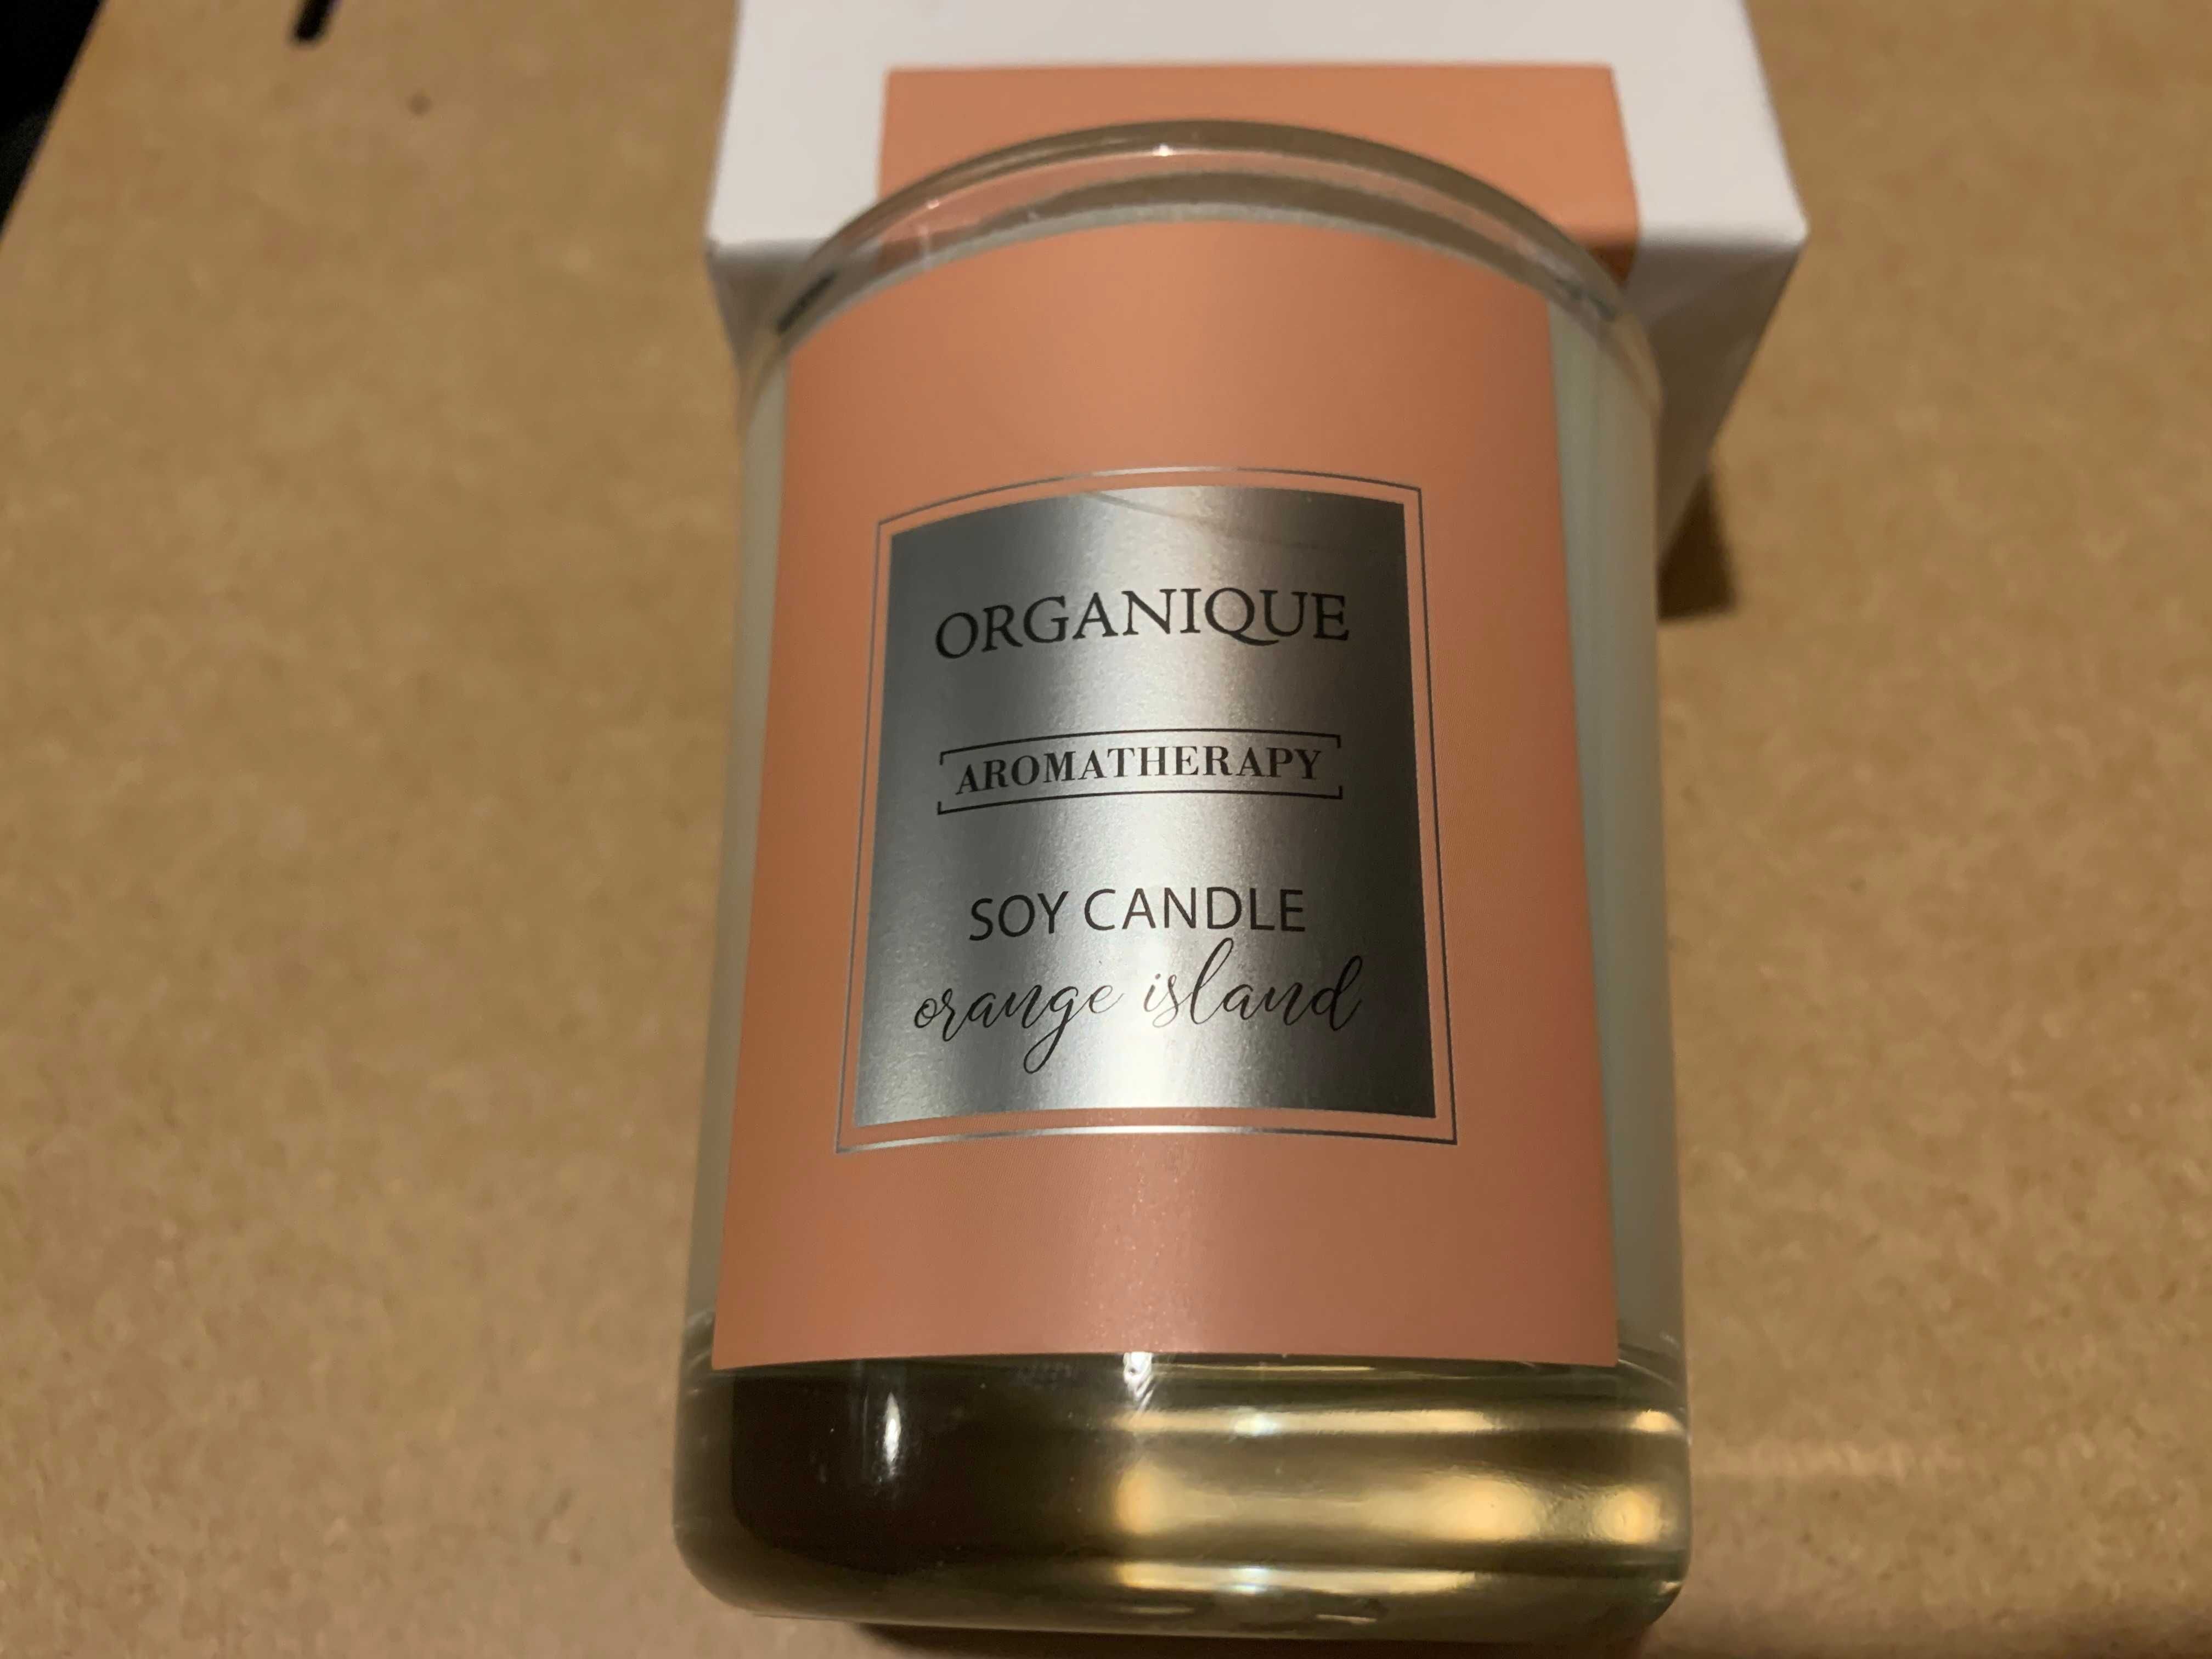 ORGANIQUE
AROMATHERAPY
SOY CANDLE
orange island